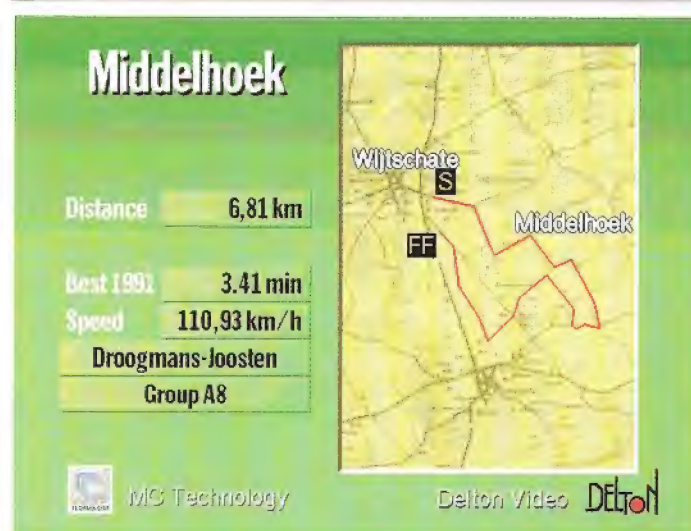 Middelhoek
Distance 6,81 km
Best 1992 3.41 min
Speed 110,93 km/h
Droogmans-Joosten
Group A8
Wijtschate
S
Middelhoek
FF
MG Technology
Delton Video DELTON